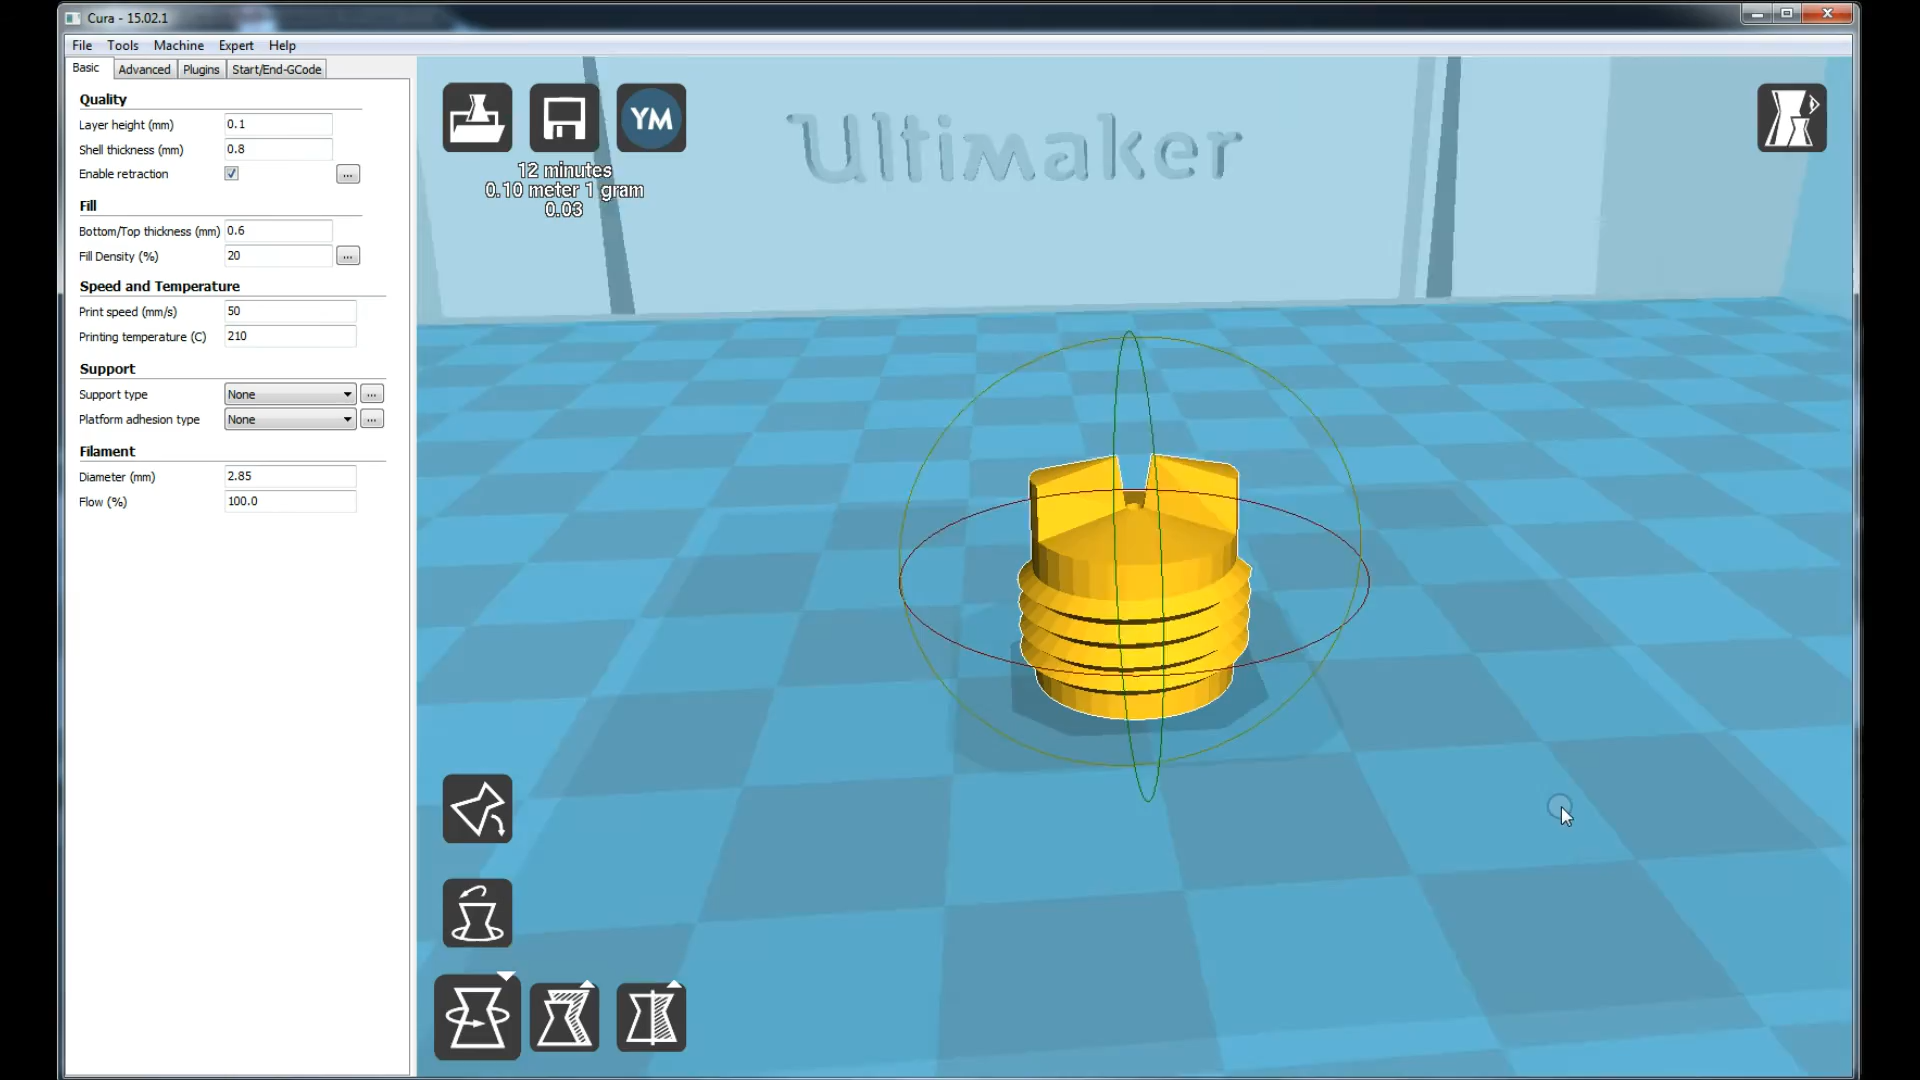 Cura - 15.02.1
File Tools Machine Expert Help
Basic Advanced Plugins Start/End-GCode
Quality
Layer height (mm) 0.1
Shell thickness (mm) 0.8
Enable retraction ...
Fill
Bottom/Top thickness (mm) 0.6
Fill Density (%) 20 ...
Speed and Temperature
Print speed (mm/s) 50
Printing temperature (C) 210
Support
Support type None ...
Platform adhesion type None ...
Filament
Diameter (mm) 2.85
Flow (%) 100.0
YM
12 minutes
0.10 meter 1 gram
0.03
Ultimaker